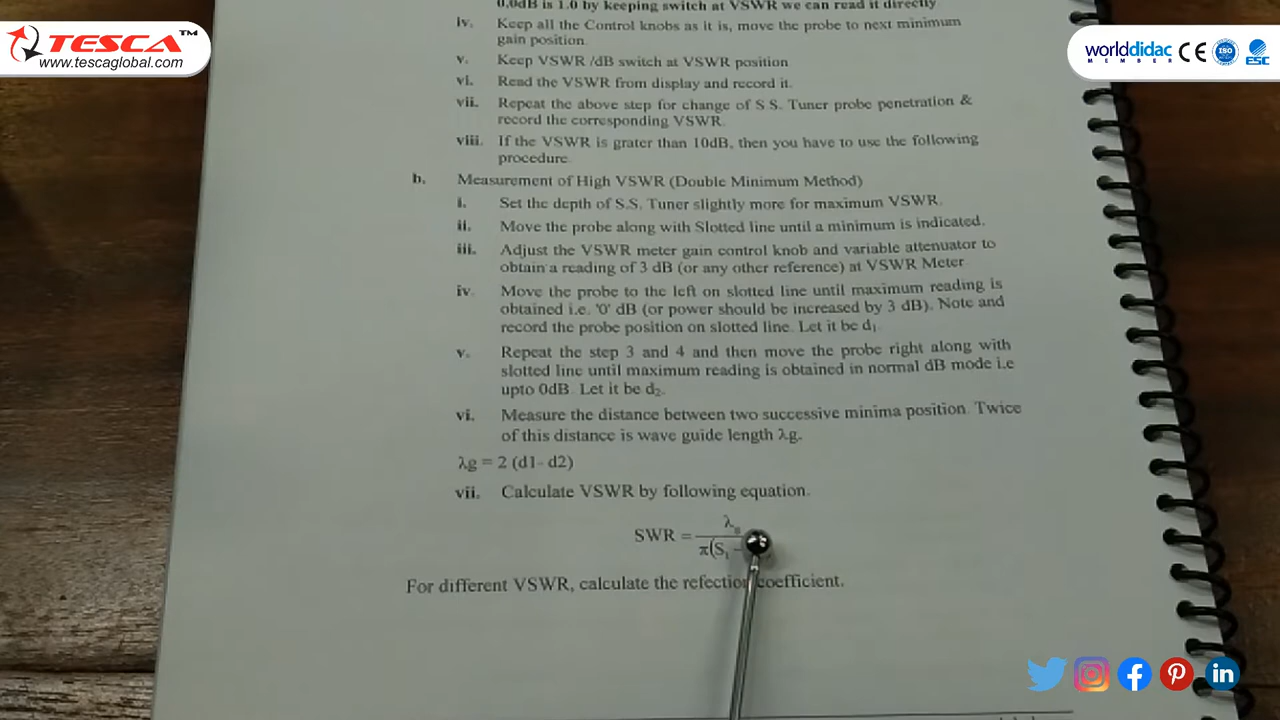 TESCA™
www.tescaglobal.com
worlddidac
MEMBER
CE
ISO
ESC
0.0dB is 1.0 by keeping switch at VSWR we can read it directly
iv. Keep all the Control knobs as it is, move the probe to next minimum
gain position
v. Keep VSWR /dB switch at VSWR position
vi. Read the VSWR from display and record it.
vii. Repeat the above step for change of S S. Tuner probe penetration &
record the corresponding VSWR.
viii. If the VSWR is grater than 10dB, then you have to use the following
procedure
b. Measurement of High VSWR (Double Minimum Method)
i. Set the depth of S.S. Tuner slightly more for maximum VSWR.
ii. Move the probe along with Slotted line until a minimum is indicated.
iii. Adjust the VSWR meter gain control knob and variable attenuator to
obtain a reading of 3 dB (or any other reference) at VSWR Meter
iv. Move the probe to the left on slotted line until maximum reading is
obtained i.e. '0' dB (or power should be increased by 3 dB). Note and
record the probe position on slotted line. Let it be d₁
v. Repeat the step 3 and 4 and then move the probe right along with
slotted line until maximum reading is obtained in normal dB mode i.e
upto 0dB. Let it be d₂.
vi. Measure the distance between two successive minima position. Twice
of this distance is wave guide length λg.
λg = 2 (d1- d2)
vii. Calculate VSWR by following equation.
λg
SWR =
π(S₁ -
For different VSWR, calculate the refection coefficient.